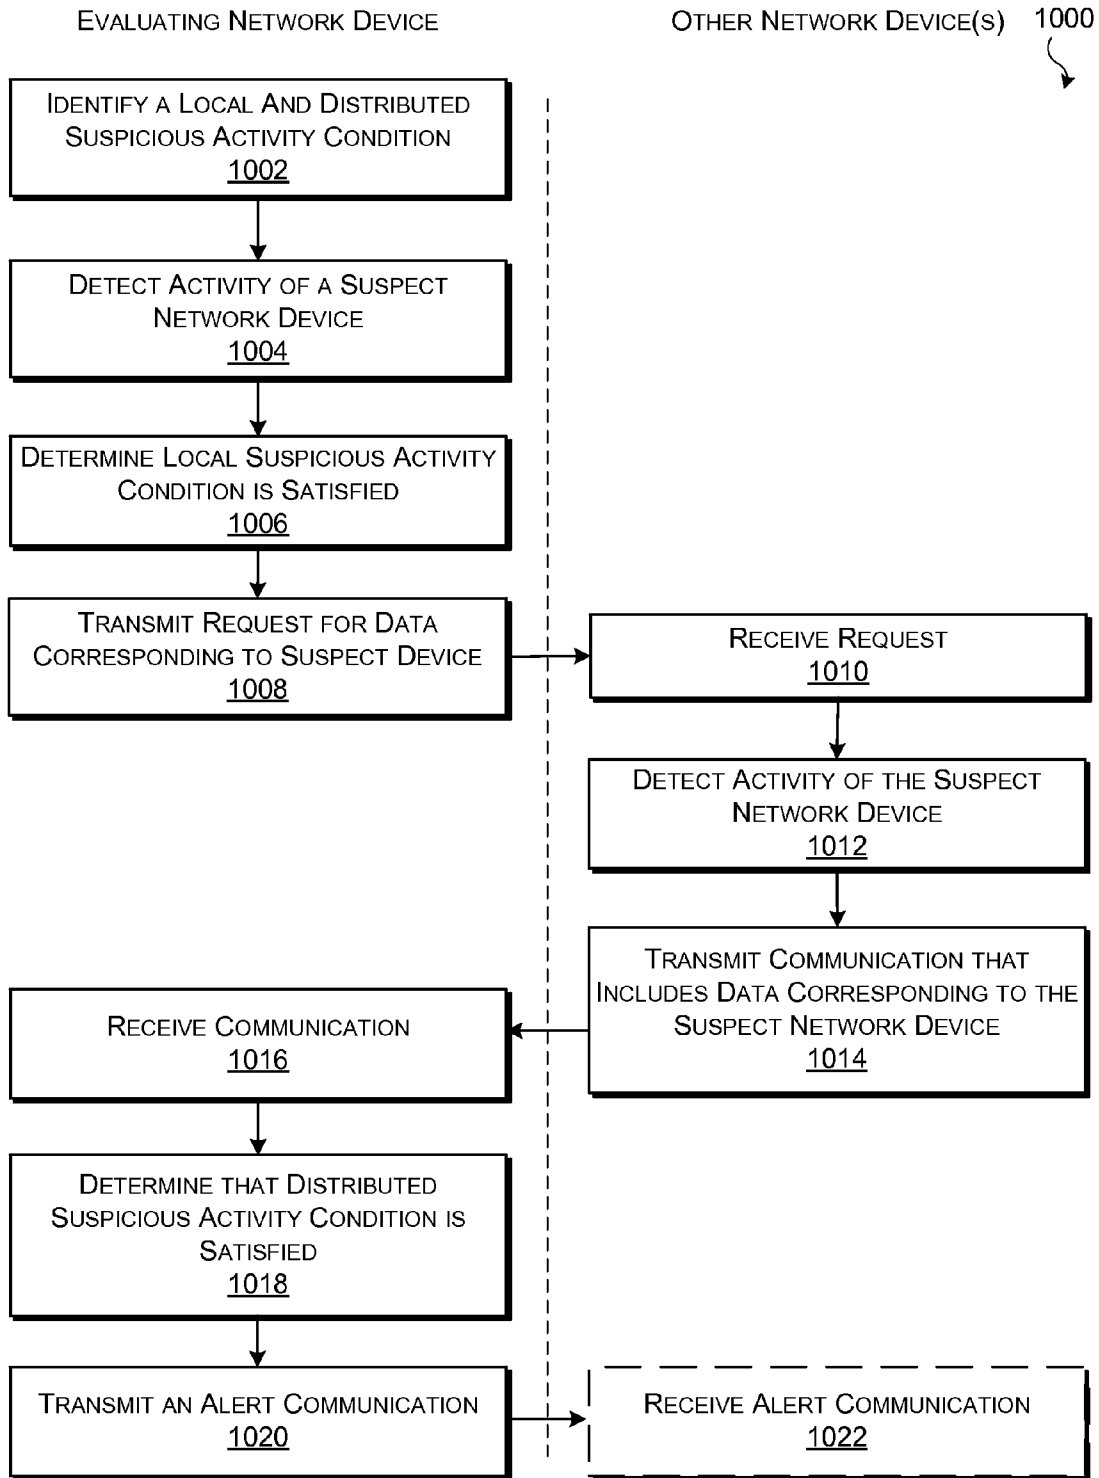 EVALUATING NETWORK DEVICE
OTHER NETWORK DEVICE(S)
1000
IDENTIFY A LOCAL AND DISTRIBUTED
SUSPICIOUS ACTIVITY CONDITION
1002
DETECT ACTIVITY OF A SUSPECT
NETWORK DEVICE
1004
DETERMINE LOCAL SUSPICIOUS ACTIVITY
CONDITION IS SATISFIED
1006
TRANSMIT REQUEST FOR DATA
CORRESPONDING TO SUSPECT DEVICE
1008
RECEIVE REQUEST
1010
DETECT ACTIVITY OF THE SUSPECT
NETWORK DEVICE
1012
TRANSMIT COMMUNICATION THAT
INCLUDES DATA CORRESPONDING TO THE
SUSPECT NETWORK DEVICE
1014
RECEIVE COMMUNICATION
1016
DETERMINE THAT DISTRIBUTED
SUSPICIOUS ACTIVITY CONDITION IS
SATISFIED
1018
TRANSMIT AN ALERT COMMUNICATION
1020
RECEIVE ALERT COMMUNICATION
1022